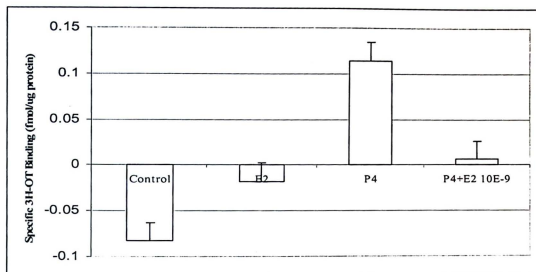 Specific 3H-OT Binding (fmol/ug protein)
0.15
0.1
0.05
0
-0.05
-0.1
Control
E2
P4
P4+E2 10E-9